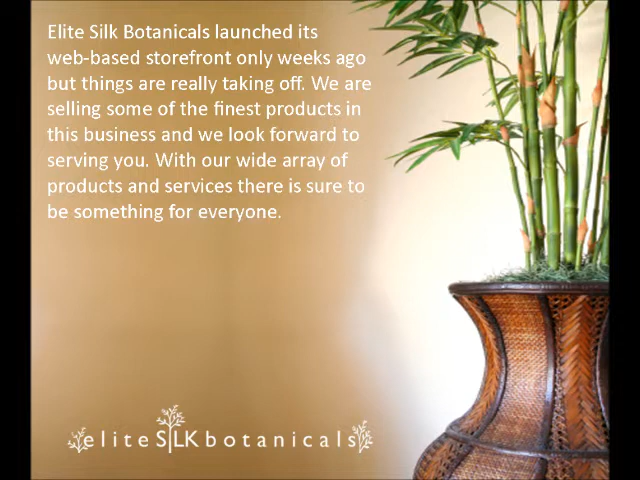 Elite Silk Botanicals launched its
web-based storefront only weeks ago
but things are really taking off. We are
selling some of the finest products in
this business and we look forward to
serving you. With our wide array of
products and services there is sure to
be something for everyone.
eliteSILKbotanicals